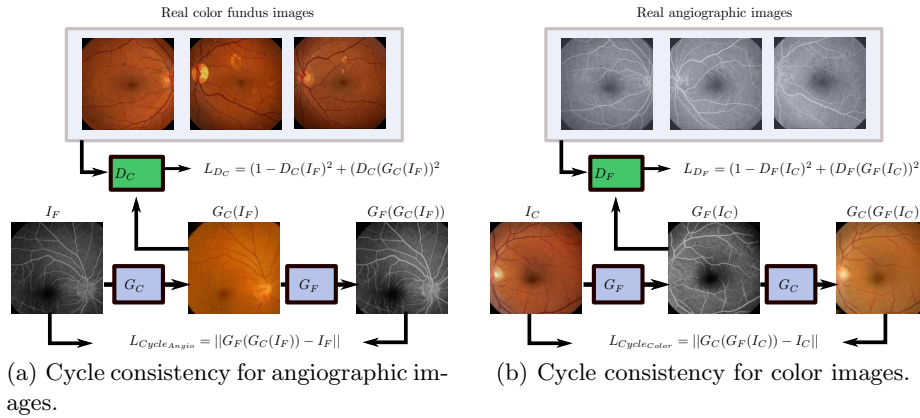 Real color fundus images
D_C
L_{D_C} = (1 − D_C(I_F)^2 + (D_C(G_C(I_F))^2
I_F
G_C(I_F)
G_F(G_C(I_F))
G_C
G_F
L_{Cycle_{Angio}} = ||G_F(G_C(I_F)) − I_F||
(a) Cycle consistency for angiographic im-
ages.
Real angiographic images
D_F
L_{D_F} = (1 − D_F(I_C)^2 + (D_F(G_F(I_C))^2
I_C
G_F(I_C)
G_C(G_F(I_C)
G_F
G_C
L_{Cycle_{Color}} = ||G_C(G_F(I_C)) − I_C||
(b) Cycle consistency for color images.